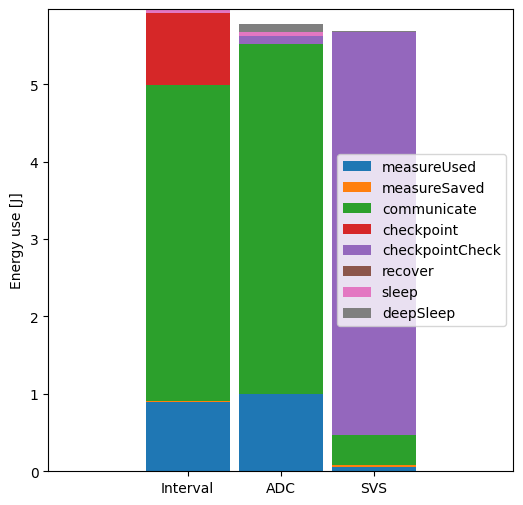 Energy use [J]
5
4
3
2
1
0
measureUsed
measureSaved
communicate
checkpoint
checkpointCheck
recover
sleep
deepSleep
Interval
ADC
SVS